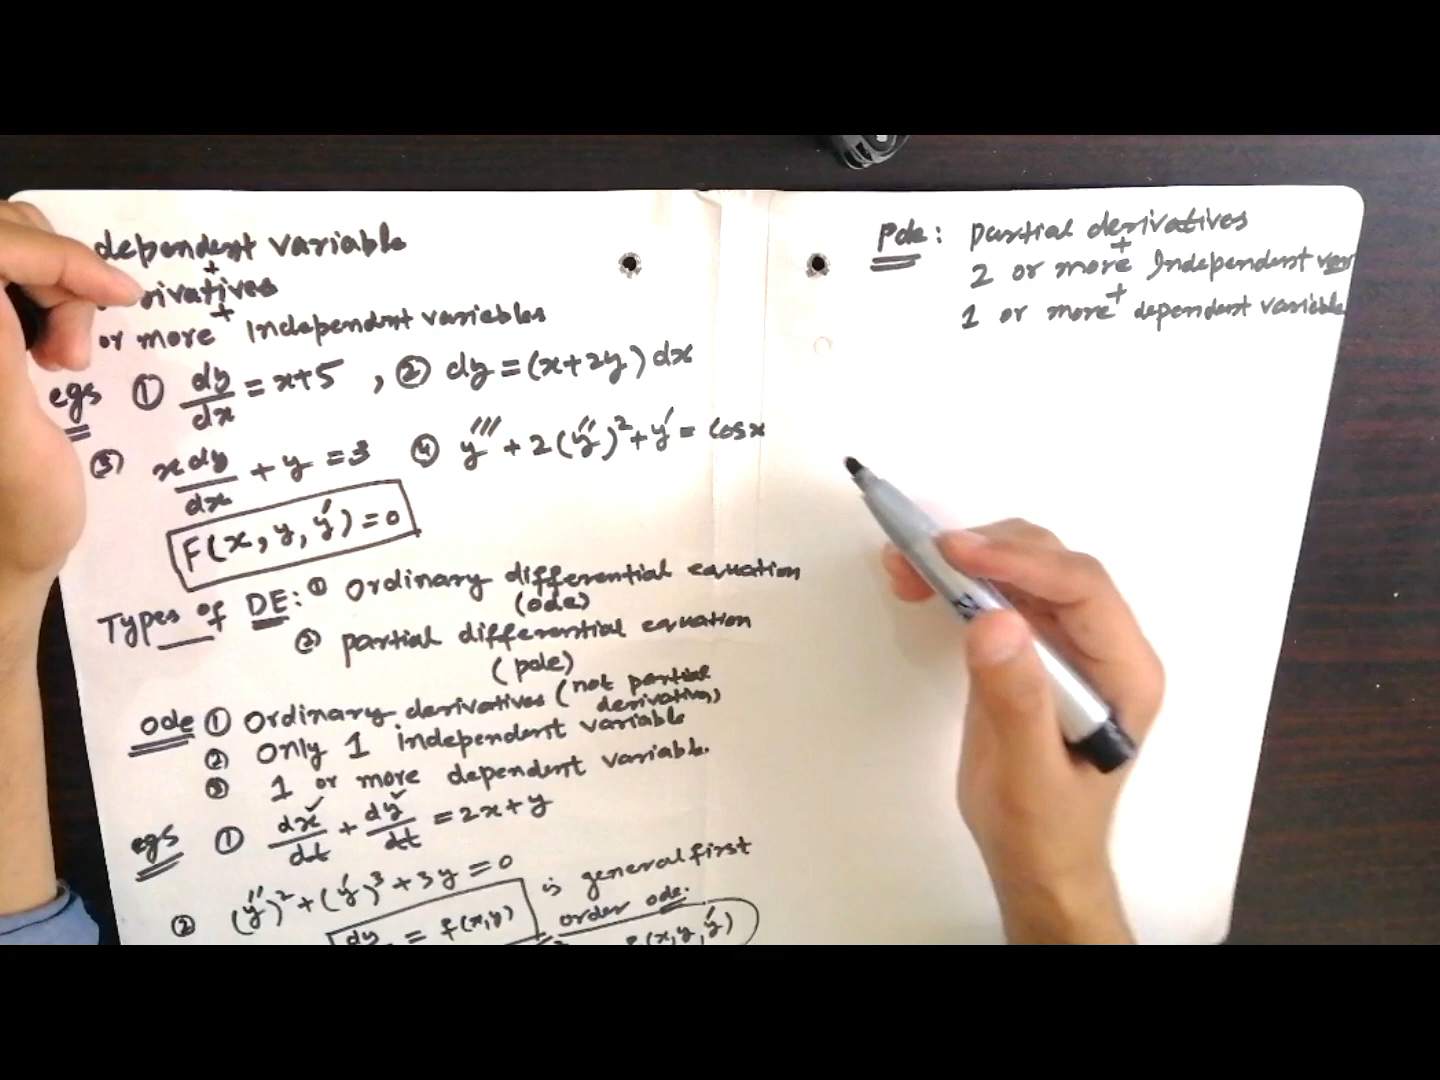 dependent variable
+
rivatives
or more + Independent variables
egs ① dy/dx = x+5 , ② dy = (x+2y) dx
③ x dy/dx + y = 3 ④ y''' + 2(y'')² + y' = cosx
F(x, y, y') = 0
Types of DE: ① Ordinary differential equation
(ode)
② partial differential equation
(pde)
ode ① Ordinary derivatives (not partial
derivatives)
② Only 1 independent variable
③ 1 or more dependent variable.
egs ① dx/dt + dy/dt = 2x+y
② (y'')² + (y')³ + 3y = 0
dy = f(x,y) is general first
order ode.
(x, y, y')
Pde: Partial derivatives
+
2 or more Independent var
+
1 or more dependent variable